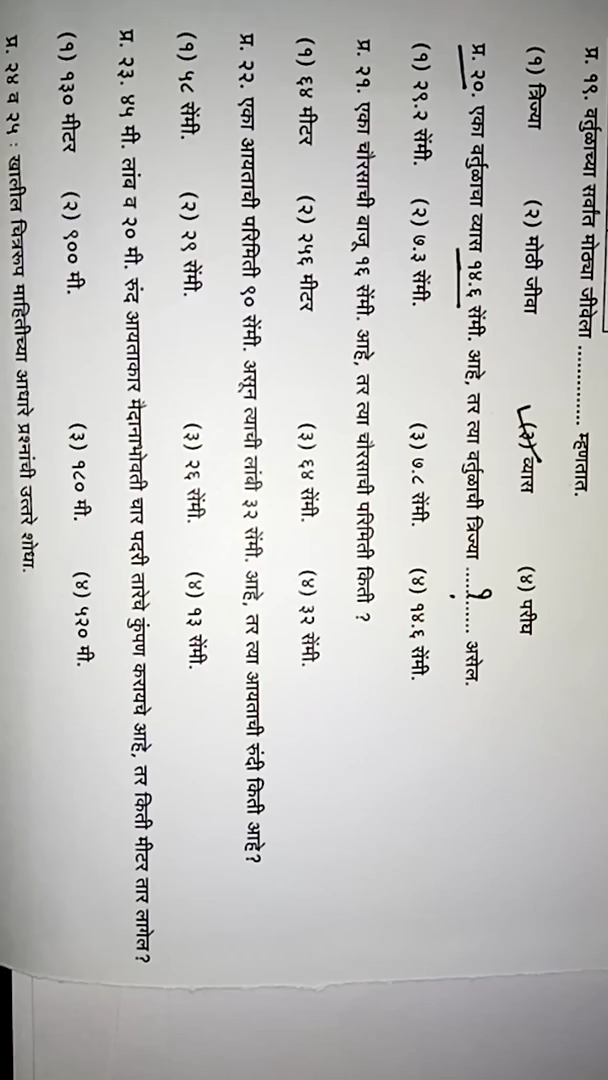 प्र. १९. वर्तुळाच्या सर्वात मोठ्या जीवेला .............. म्हणतात.
(१) त्रिज्या (२) मोठी जीवा (३) व्यास (४) परीघ
प्र. २०. एका वर्तुळाचा व्यास १४.६ सेंमी. आहे, तर त्या वर्तुळाची त्रिज्या .....?..... असेल.
(१) २९.२ सेंमी. (२) ७.३ सेंमी. (३) ७.८ सेंमी. (४) १४.६ सेंमी.
प्र. २१. एका चौरसाची बाजू १६ सेंमी. आहे, तर त्या चौरसाची परिमिती किती ?
(१) ६४ मीटर (२) २५६ मीटर (३) ६४ सेंमी. (४) ३२ सेंमी.
प्र. २२. एका आयताची परिमिती ९० सेंमी. असून त्याची लांबी ३२ सेंमी. आहे, तर त्या आयताची रुंदी किती आहे?
(१) ५८ सेंमी. (२) २९ सेंमी. (३) २६ सेंमी. (४) १३ सेंमी.
प्र. २३. ४५ मी. लांब व २० मी. रुंद आयताकार मैदानाभोवती चार पदरी तारेचे कुंपण करायचे आहे, तर किती मीटर तार लागेल?
(१) १३० मीटर (२) ९०० मी. (३) १८० मी. (४) ५२० मी.
प्र. २४ व २५ : खालील चित्ररूप माहितीच्या आधारे प्रश्नांची उत्तरे शोधा.